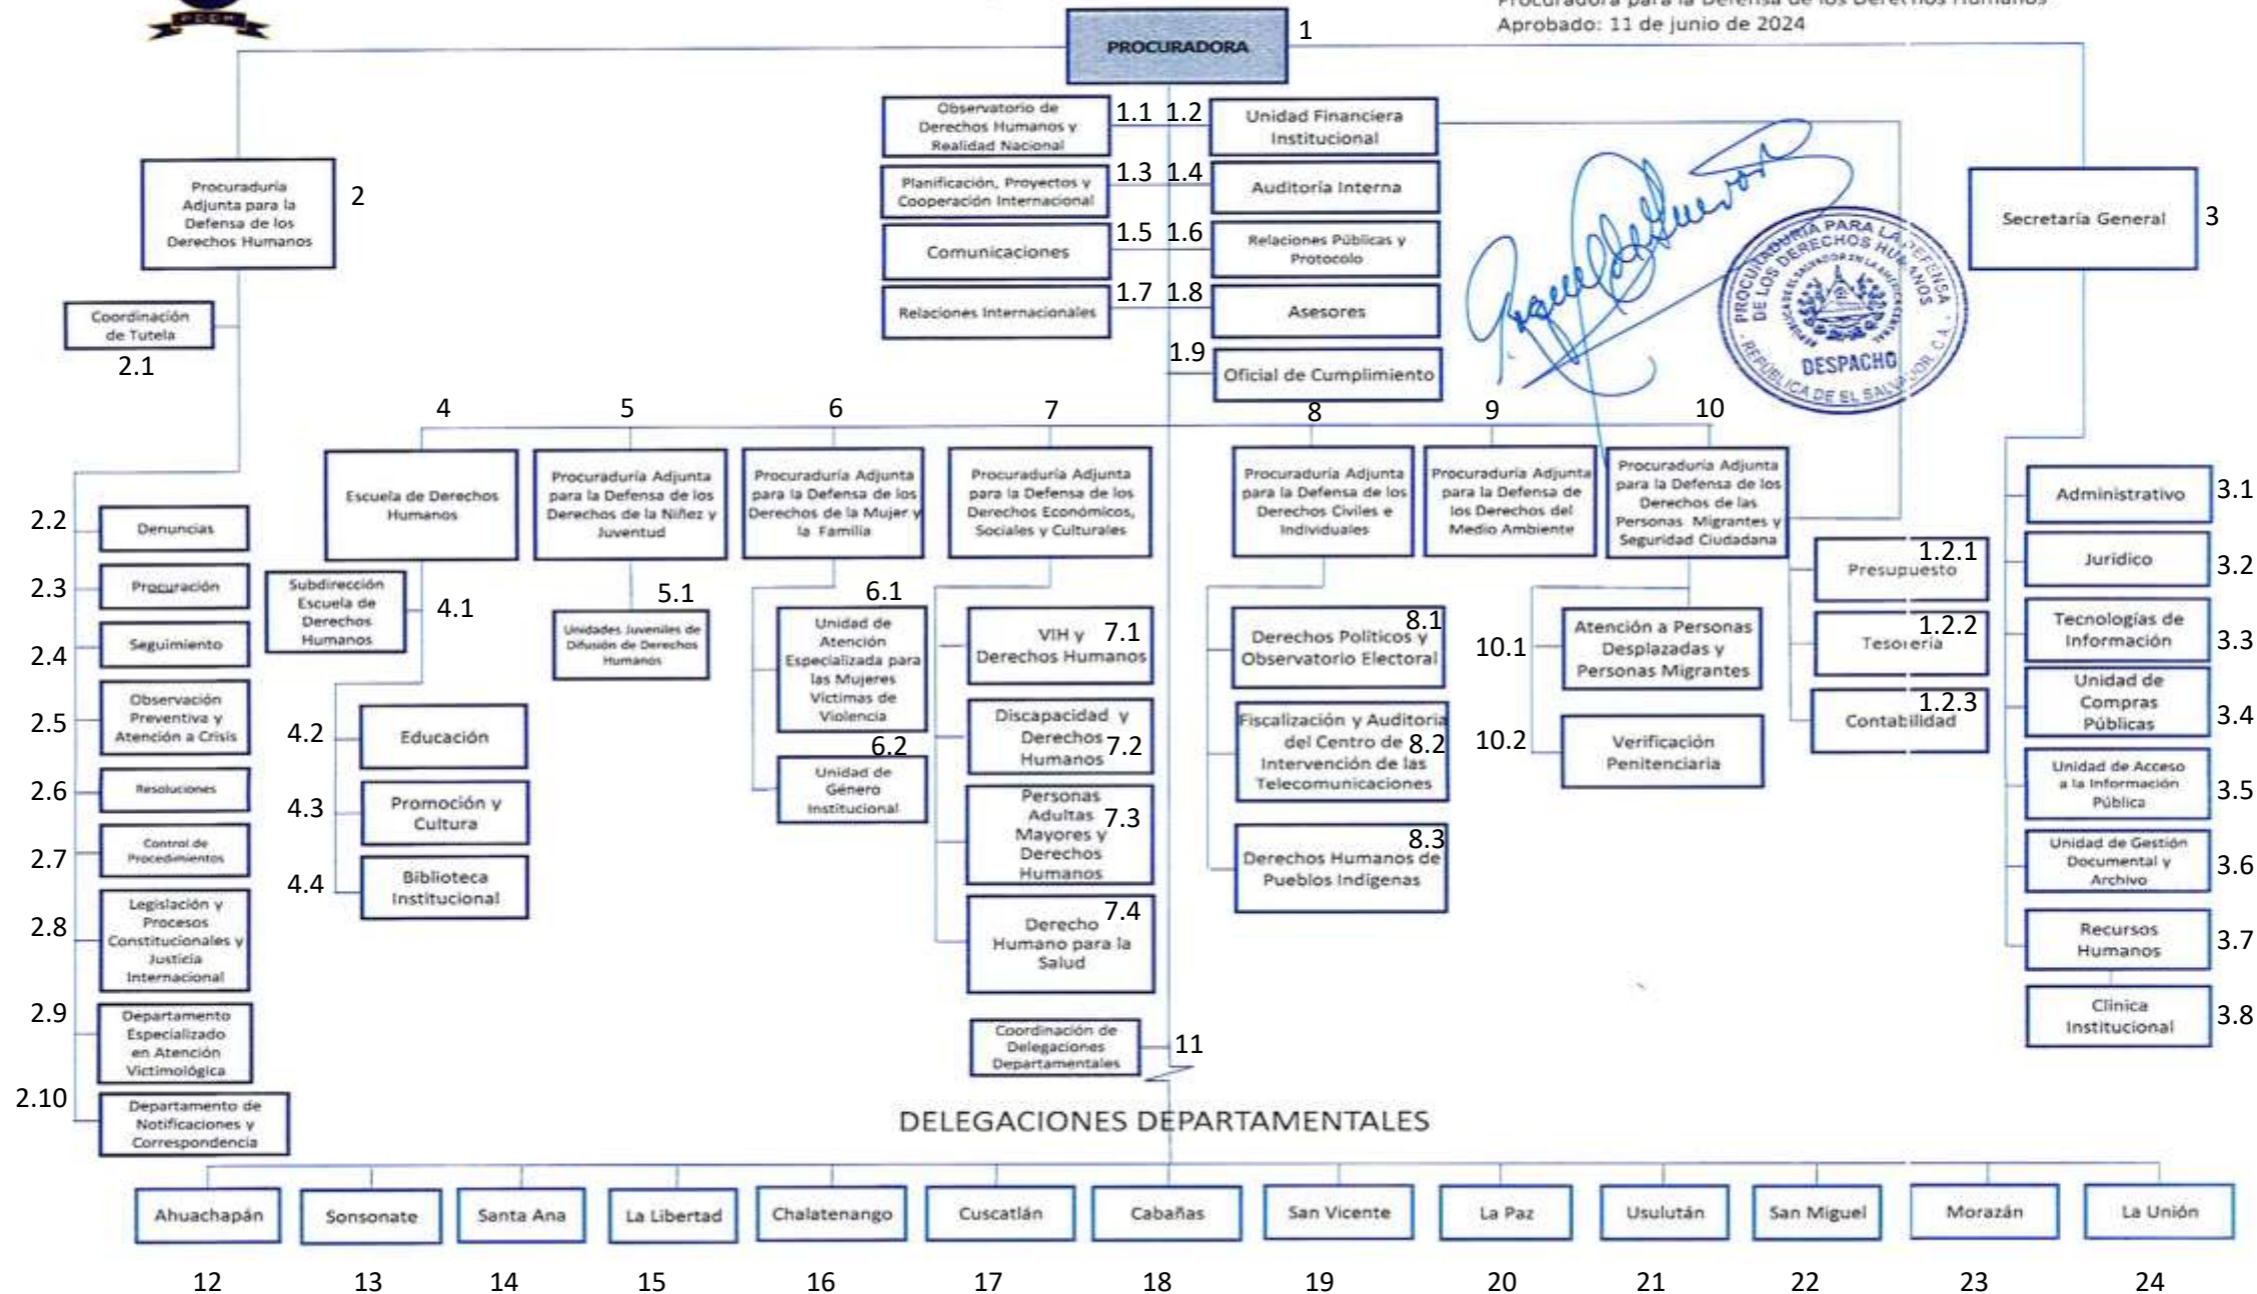 PDDH
Procuradora para la Defensa de los Derechos Humanos
Aprobado: 11 de junio de 2024
PROCURADORA
1
Observatorio de
Derechos Humanos y
Realidad Nacional
1.1
1.2
Unidad Financiera
Institucional
Planificación, Proyectos y
Cooperación Internacional
1.3
1.4
Auditoría Interna
Comunicaciones
1.5
1.6
Relaciones Públicas y
Protocolo
Relaciones Internacionales
1.7
1.8
Asesores
1.9
Oficial de Cumplimiento
Procuraduría
Adjunta para la
Defensa de los
Derechos Humanos
2
Coordinación
de Tutela
2.1
Secretaría General
3
PROCURADURIA PARA LA DEFENSA
DE LOS DERECHOS HUMANOS
REPUBLICA DE EL SALVADOR EN LA AMERICA CENTRAL
DESPACHO
REPÚBLICA DE EL SALVADOR, C.A.
4
5
6
7
8
9
10
Escuela de Derechos
Humanos
Procuraduría Adjunta
para la Defensa de los
Derechos de la Niñez y
Juventud
Procuraduría Adjunta
para la Defensa de los
Derechos de la Mujer y
la Familia
Procuraduría Adjunta
para la Defensa de los
Derechos Económicos,
Sociales y Culturales
Procuraduría Adjunta
para la Defensa de los
Derechos Civiles e
Individuales
Procuraduría Adjunta
para la Defensa de
los Derechos del
Medio Ambiente
Procuraduría Adjunta
para la Defensa de los
Derechos de las
Personas Migrantes y
Seguridad Ciudadana
2.2
Denuncias
2.3
Procuración
2.4
Seguimiento
2.5
Observación
Preventiva y
Atención a Crisis
2.6
Resoluciones
2.7
Control de
Procedimientos
2.8
Legislación y
Procesos
Constitucionales y
Justicia
Internacional
2.9
Departamento
Especializado
en Atención
Victimológica
2.10
Departamento de
Notificaciones y
Correspondencia
Subdirección
Escuela de
Derechos
Humanos
4.1
4.2
Educación
4.3
Promoción y
Cultura
4.4
Biblioteca
Institucional
5.1
Unidades Juveniles de
Difusión de Derechos
Humanos
6.1
Unidad de
Atención
Especializada para
las Mujeres
Víctimas de
Violencia
6.2
Unidad de
Género
Institucional
VIH y
Derechos Humanos
7.1
Discapacidad y
Derechos
Humanos
7.2
Personas
Adultas
Mayores y
Derechos
Humanos
7.3
Derecho
Humano para la
Salud
7.4
8.1
Derechos Políticos y
Observatorio Electoral
Fiscalización y Auditoria
del Centro de
Intervención de las
Telecomunicaciones
8.2
8.3
Derechos Humanos de
Pueblos Indígenas
10.1
Atención a Personas
Desplazadas y
Personas Migrantes
10.2
Verificación
Penitenciaria
1.2.1
Presupuesto
1.2.2
Tesorería
1.2.3
Contabilidad
Administrativo
3.1
Jurídico
3.2
Tecnologías de
Información
3.3
Unidad de
Compras
Públicas
3.4
Unidad de Acceso
a la Información
Pública
3.5
Unidad de Gestión
Documental y
Archivo
3.6
Recursos
Humanos
3.7
Clínica
Institucional
3.8
Coordinación de
Delegaciones
Departamentales
11
DELEGACIONES DEPARTAMENTALES
Ahuachapán
Sonsonate
Santa Ana
La Libertad
Chalatenango
Cuscatlán
Cabañas
San Vicente
La Paz
Usulután
San Miguel
Morazán
La Unión
12
13
14
15
16
17
18
19
20
21
22
23
24